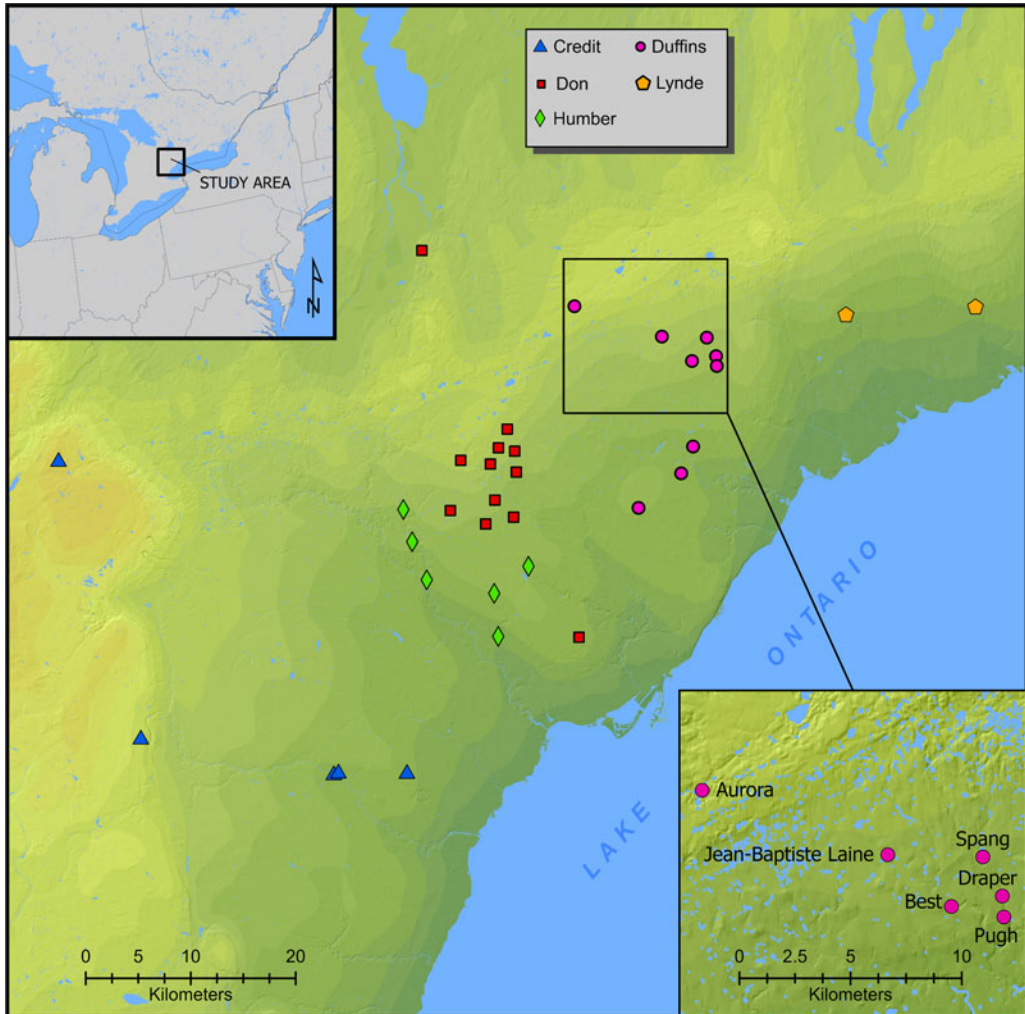 Credit
Duffins
Don
Lynde
Humber
STUDY AREA
N
LAKE ONTARIO
Aurora
Jean-Baptiste Laine
Spang
Draper
Best
Pugh
0 5 10 20
Kilometers
0 2.5 5 10
Kilometers